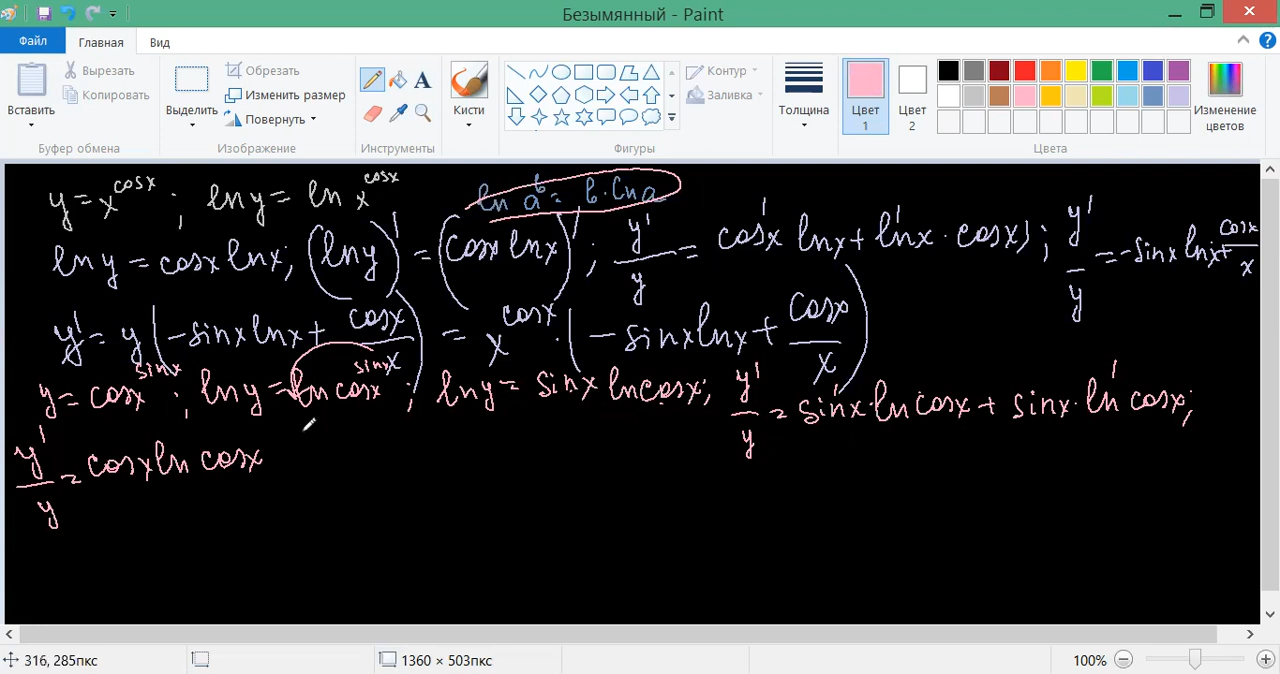 Безымянный - Paint
Файл Главная Вид
Вставить
Вырезать
Копировать
Буфер обмена
Выделить
Обрезать
Изменить размер
Повернуть
Изображение
A
Инструменты
Кисти
Контур
Заливка
Фигуры
Толщина
Цвет 1
Цвет 2
Изменение цветов
Цвета
y = x^cosx ; ln y = ln x^cosx ln a^b = b · ln a
ln y = cosx lnx; (ln y)' = (cosx lnx)' ; y'/y = cos'x lnx + ln'x · cosx) ; y'/y = -sinx lnx + cosx/x
y' = y (-sinx lnx + cosx/x) = x^cosx · (-sinx lnx + cosx/x)
y = cosx^sinx ; ln y = ln cosx^sinx ; ln y = sinx ln cosx; y'/y = sin'x · ln cosx + sinx · ln' cosx;
y'/y = cosx ln cosx
316, 285пкс 1360 × 503пкс 100%